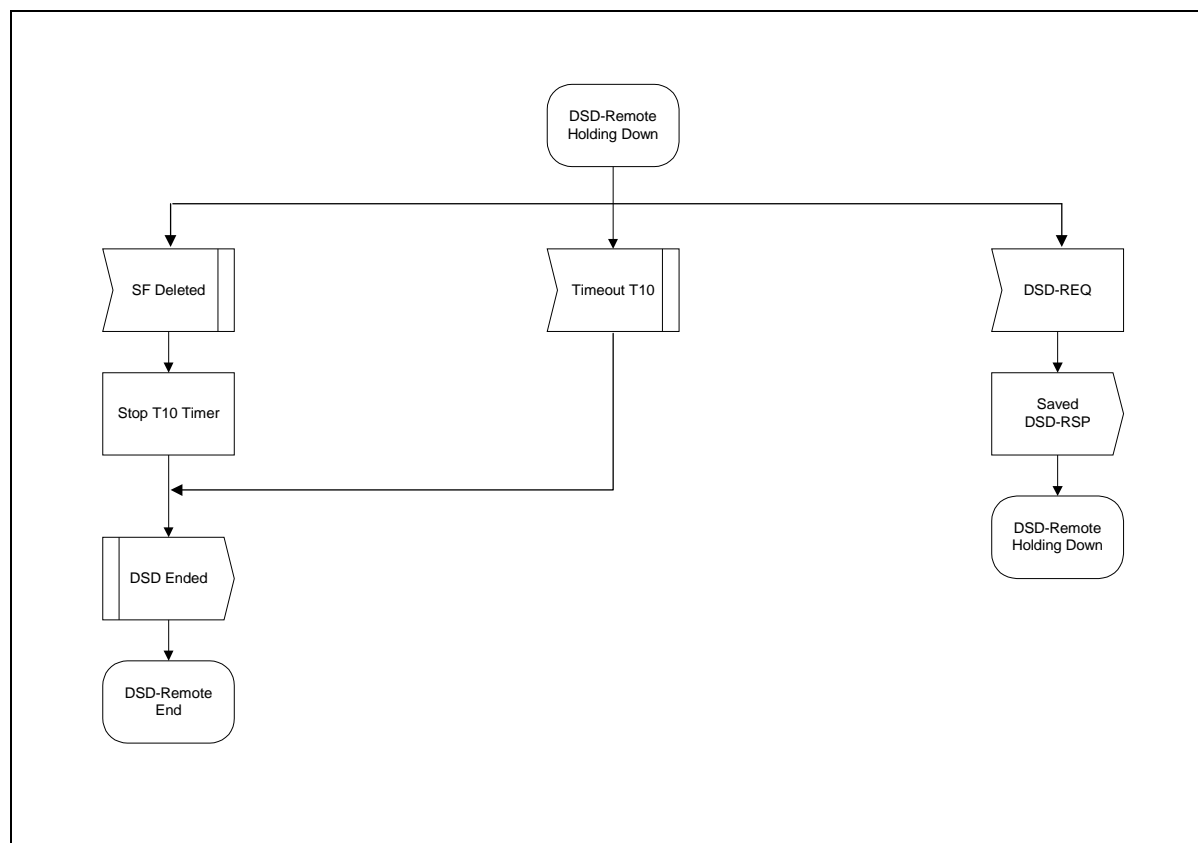 DSD-Remote
Holding Down
SF Deleted
Timeout T10
DSD-REQ
Stop T10 Timer
Saved
DSD-RSP
DSD-Remote
Holding Down
DSD Ended
DSD-Remote
End